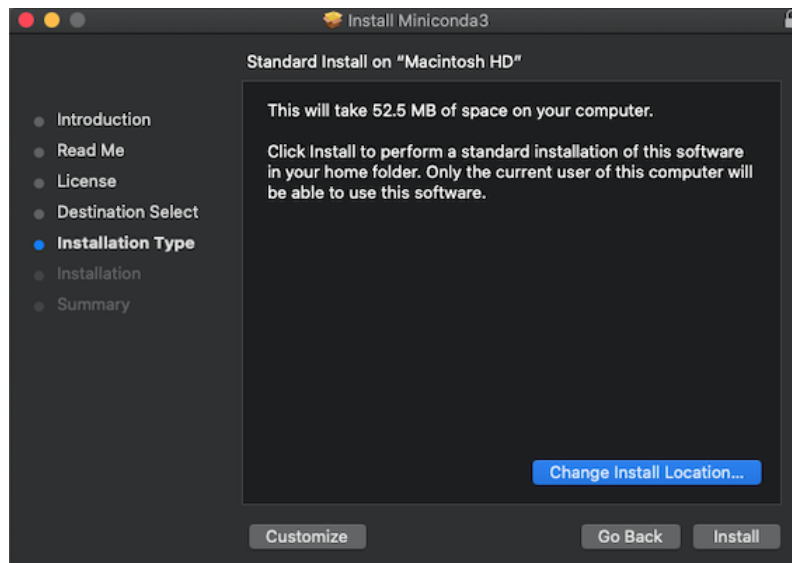 Install Miniconda3
Standard Install on “Macintosh HD”
Introduction
Read Me
License
Destination Select
Installation Type
Installation
Summary
This will take 52.5 MB of space on your computer.
Click Install to perform a standard installation of this software
in your home folder. Only the current user of this computer will
be able to use this software.
Change Install Location...
Customize
Go Back
Install